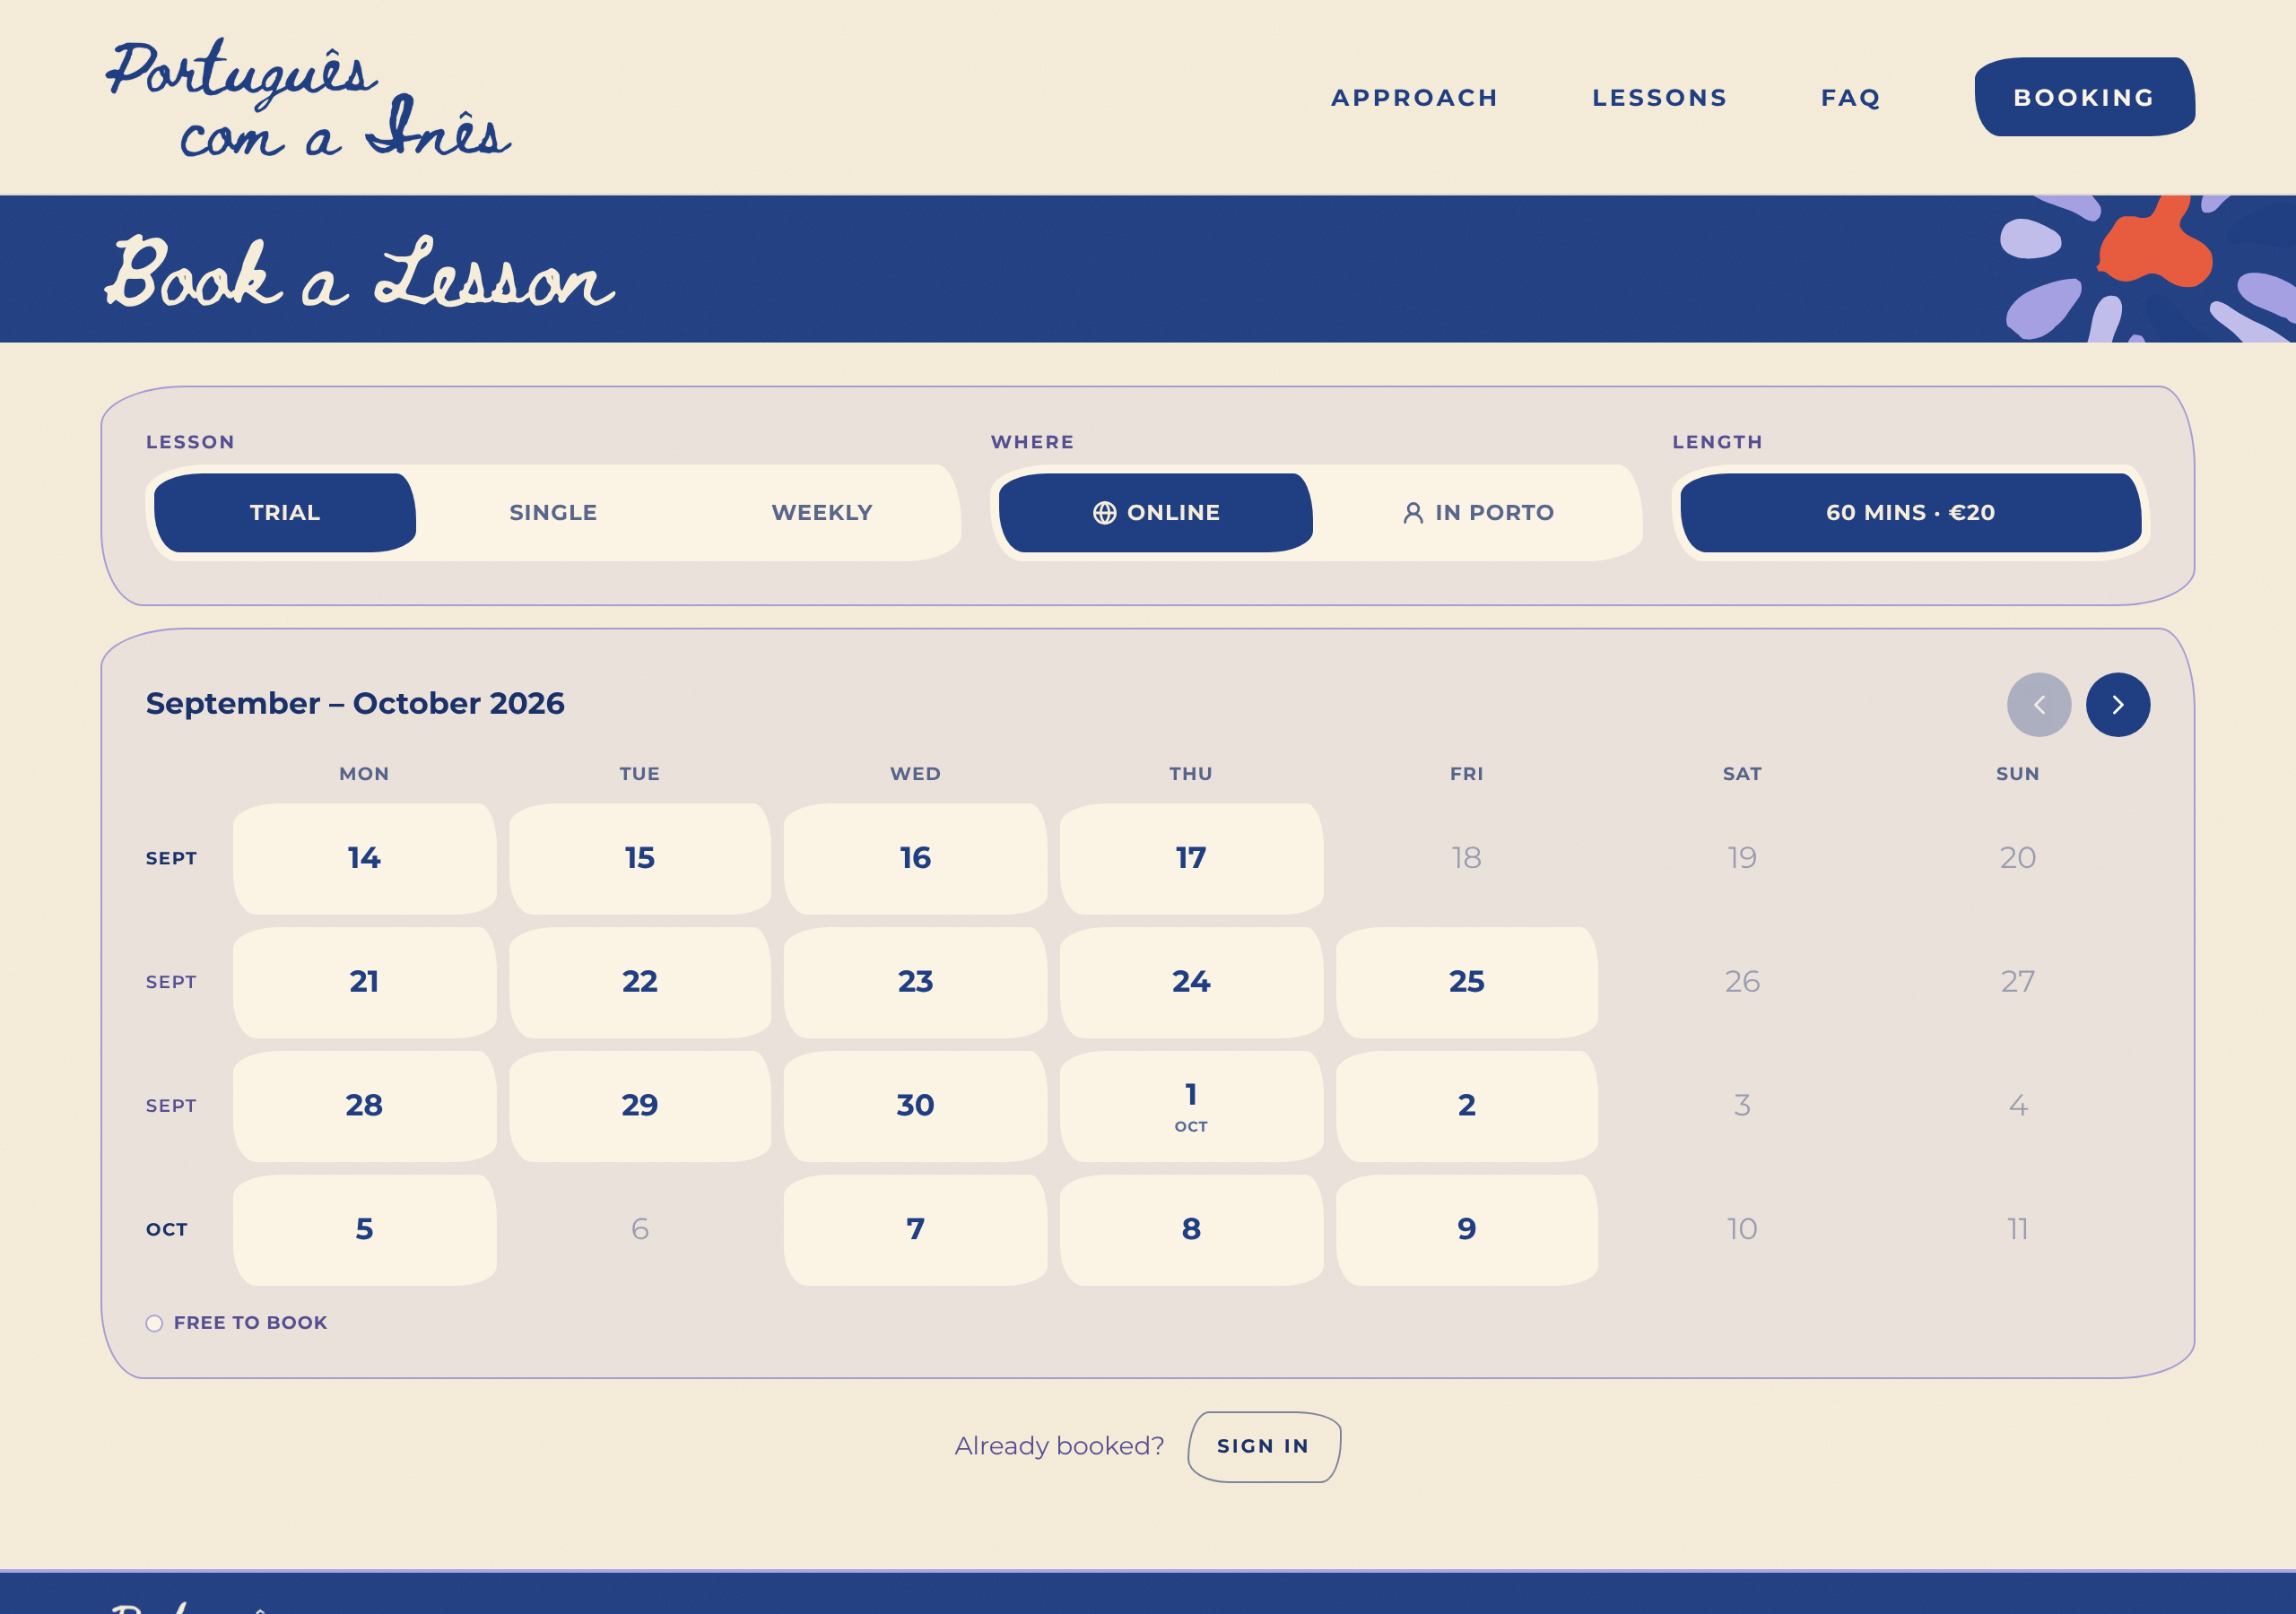 Português
com a Inês
APPROACH LESSONS FAQ BOOKING
Book a Lesson
LESSON WHERE LENGTH
TRIAL SINGLE WEEKLY ONLINE IN PORTO 60 MINS · €20
September – October 2026
MON TUE WED THU FRI SAT SUN
SEPT 14 15 16 17 18 19 20
SEPT 21 22 23 24 25 26 27
SEPT 28 29 30 1 2 3 4
OCT
OCT 5 6 7 8 9 10 11
FREE TO BOOK
Already booked? SIGN IN